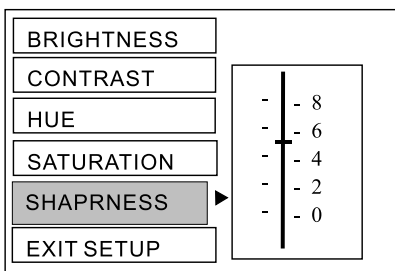 BRIGHTNESS
CONTRAST
HUE
SATURATION
SHAPRNESS
EXIT SETUP
- - 8
- - 6
- - 4
- - 2
- - 0